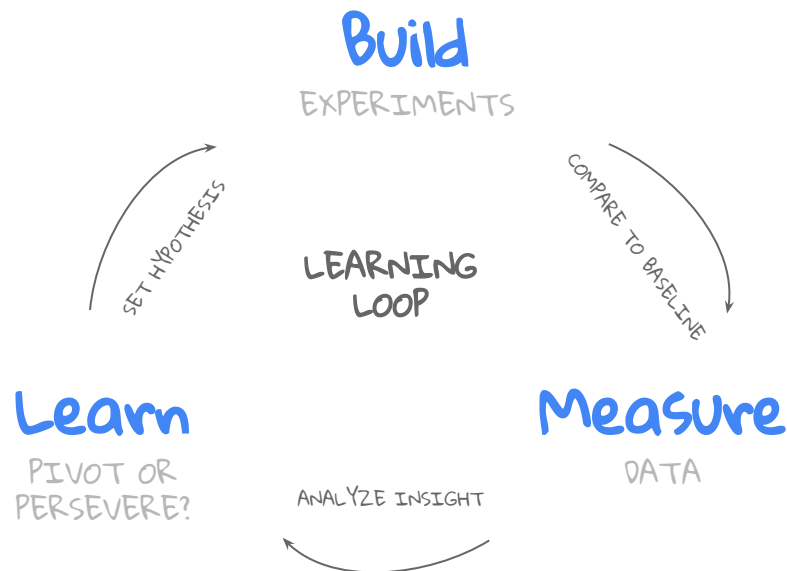 Build
EXPERIMENTS
COMPARE TO BASELINE
SET HYPOTHESIS
LEARNING
LOOP
Learn
PIVOT OR
PERSEVERE?
Measure
DATA
ANALYZE INSIGHT